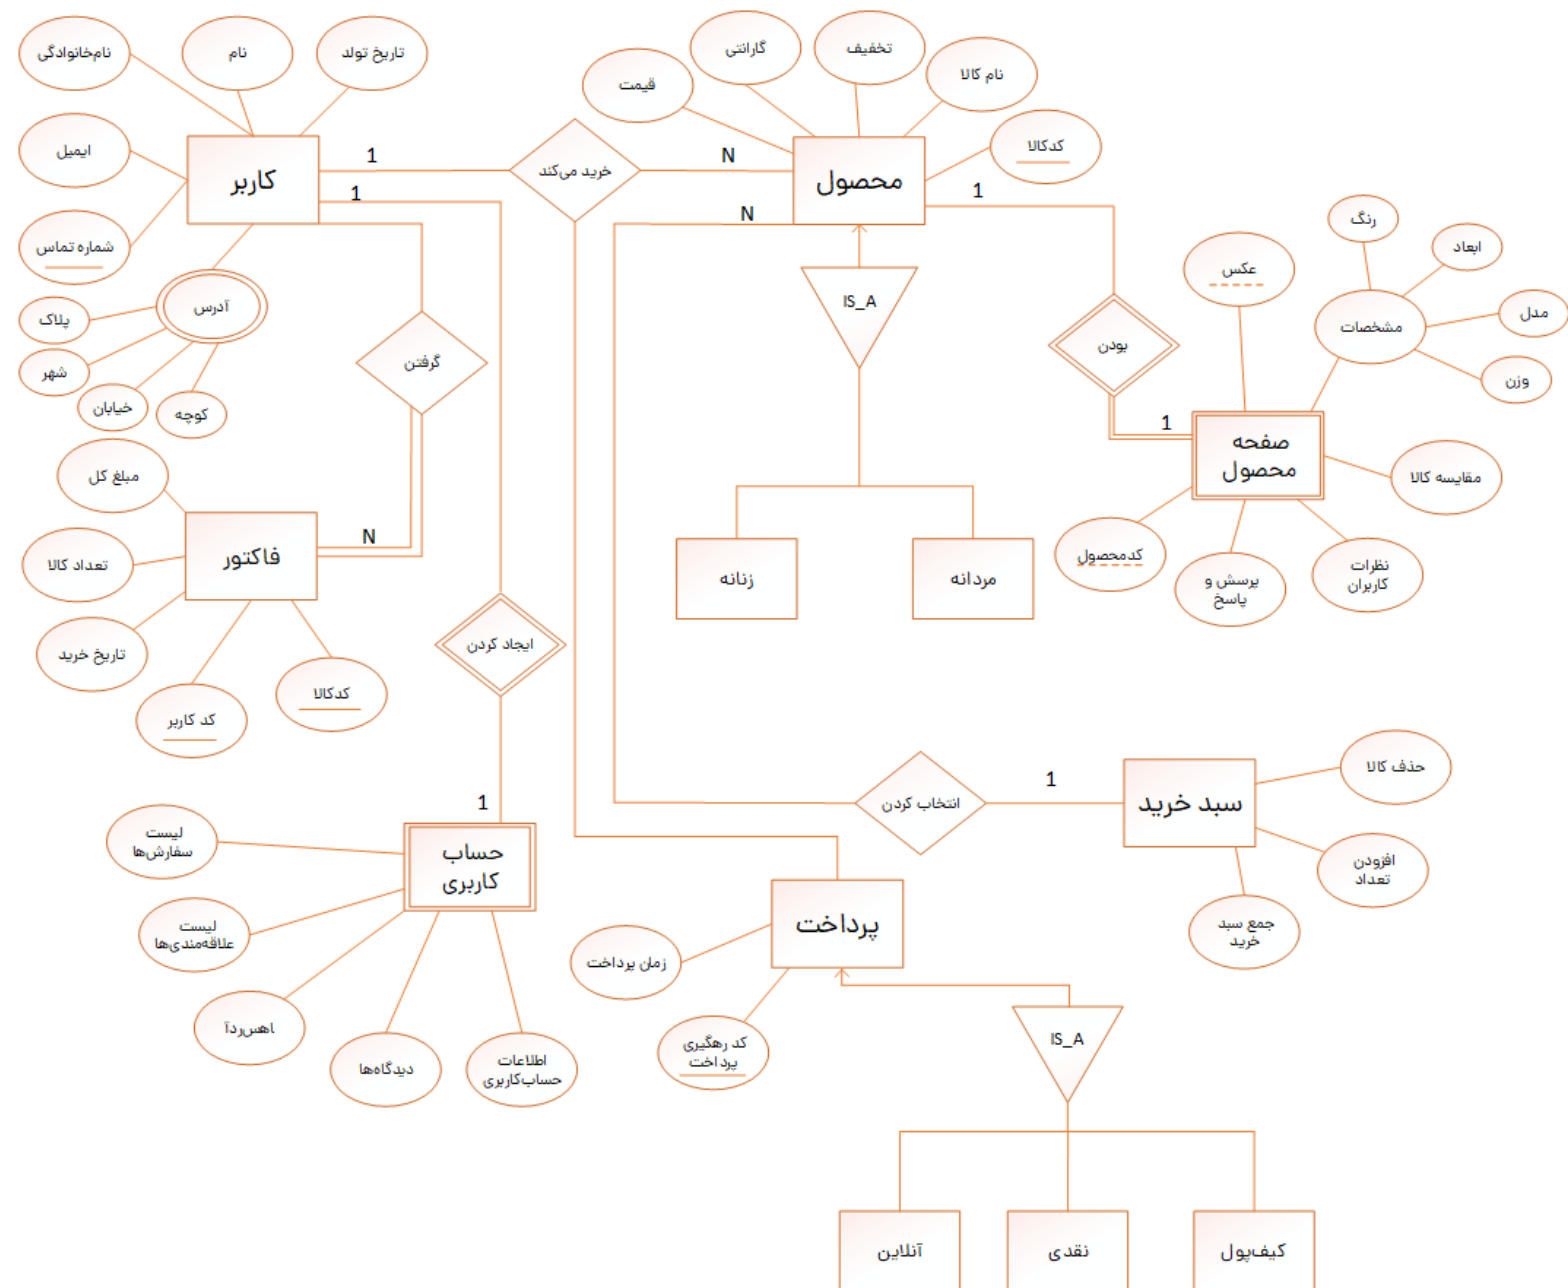 نام‌خانوادگی
نام
تاریخ تولد
ایمیل
شماره تماس
کاربر
آدرس
پلاک
شهر
خیابان
کوچه
1
1
خرید می‌کند
N
N
قیمت
گارانتی
تخفیف
نام کالا
کدکالا
محصول
1
IS_A
زنانه
مردانه
بودن
1
عکس
رنگ
ابعاد
مدل
وزن
مشخصات
صفحه
محصول
مقایسه کالا
نظرات
کاربران
پرسش و
پاسخ
کدمحصول
گرفتن
N
مبلغ کل
تعداد کالا
تاریخ خرید
کد کاربر
کدکالا
فاکتور
ایجاد کردن
1
حساب
کاربری
لیست
سفارش‌ها
لیست
علاقه‌مندی‌ها
اهس‌ردآ
دیدگاه‌ها
اطلاعات
حساب‌کاربری
انتخاب کردن
1
سبد خرید
حذف کالا
افزودن
تعداد
جمع سبد
خرید
پرداخت
زمان پرداخت
کد رهگیری
پرداخت
IS_A
آنلاین
نقدی
کیف‌پول